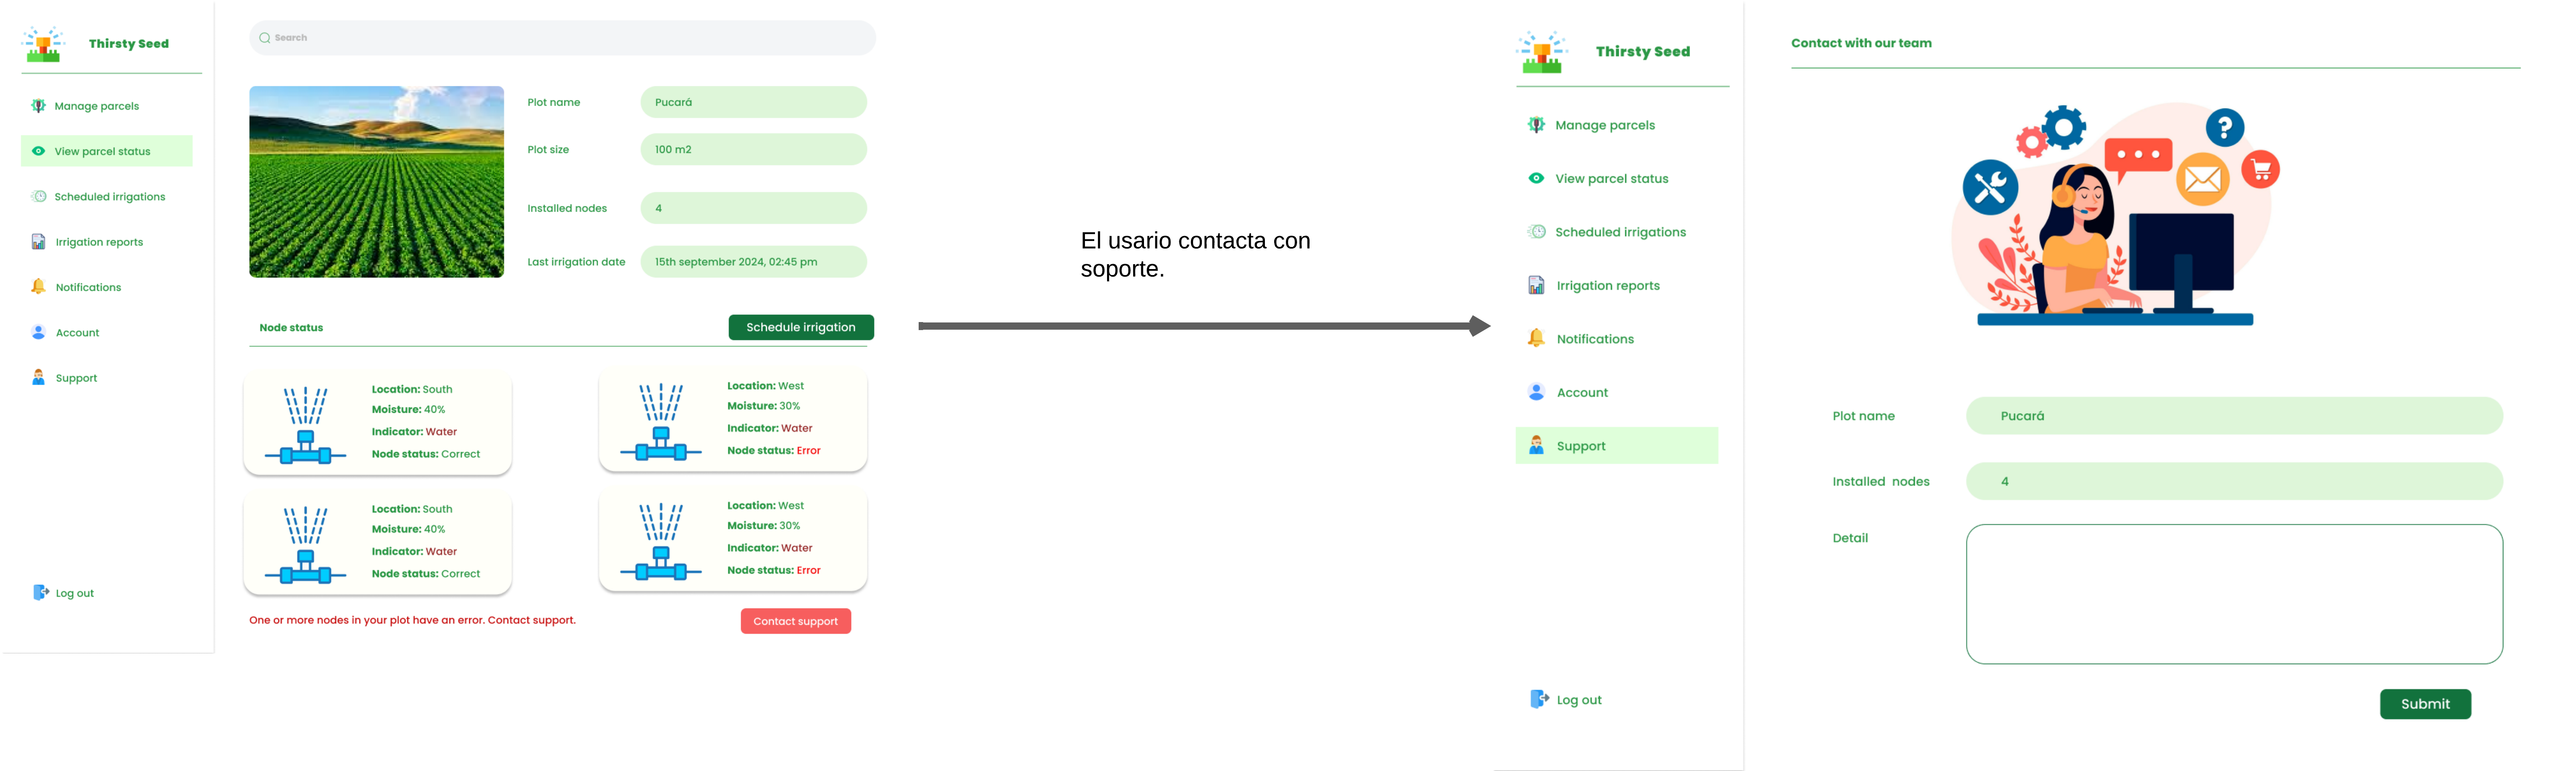 Thirsty Seed
Manage parcels
View parcel status
Scheduled irrigations
Irrigation reports
Notifications
Account
Support
Log out
Search
Plot name
Pucará
Plot size
100 m2
Installed nodes
4
Last irrigation date
15th september 2024, 02:45 pm
Node status
Schedule irrigation
Location: South
Moisture: 40%
Indicator: Water
Node status: Correct
Location: West
Moisture: 30%
Indicator: Water
Node status: Error
Location: South
Moisture: 40%
Indicator: Water
Node status: Correct
Location: West
Moisture: 30%
Indicator: Water
Node status: Error
One or more nodes in your plot have an error. Contact support.
Contact support
El usario contacta con
soporte.
Thirsty Seed
Manage parcels
View parcel status
Scheduled irrigations
Irrigation reports
Notifications
Account
Support
Log out
Contact with our team
?
Plot name
Pucará
Installed nodes
4
Detail
Submit